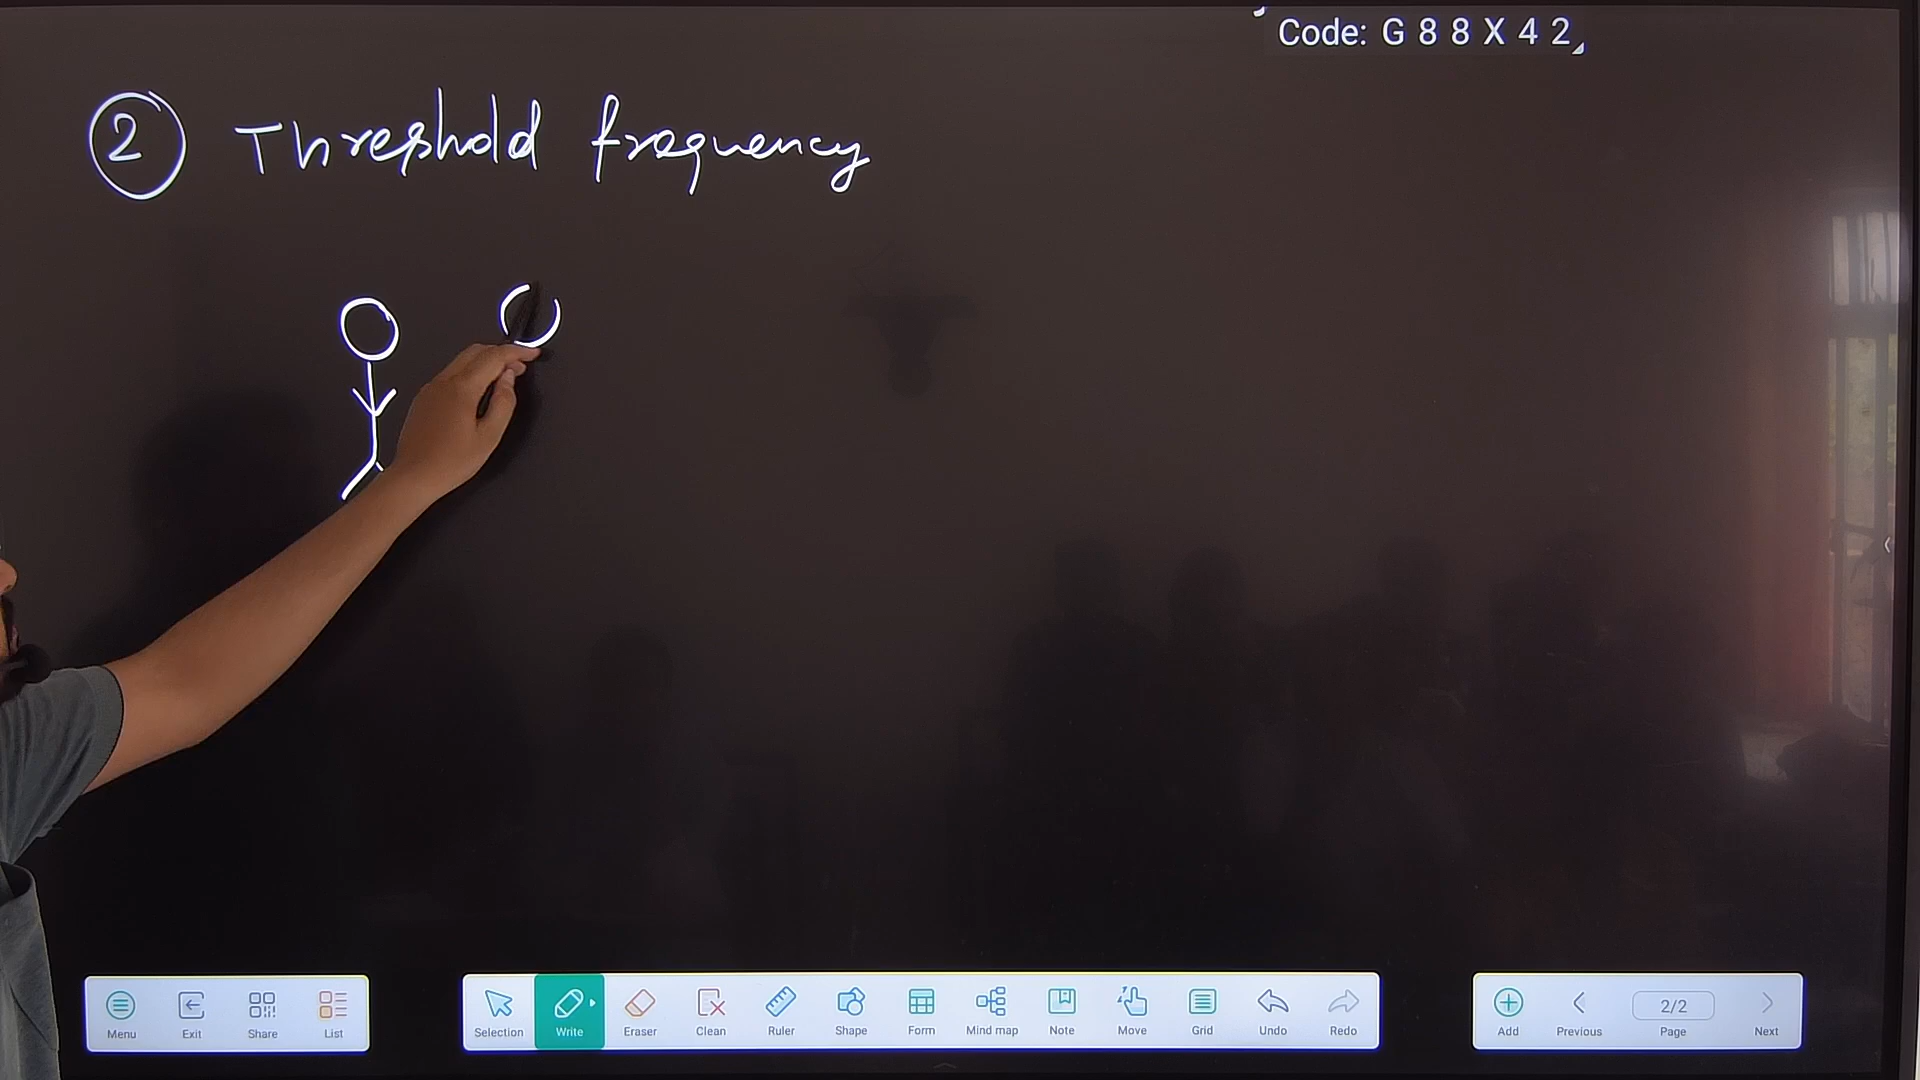 Code: G 8 8 X 4 2
② Threshold frequency
Menu Exit Share List
Selection Write Eraser Clean Ruler Shape Form Mind map Note Move Grid Undo Redo
Add Previous 2/2 Page Next